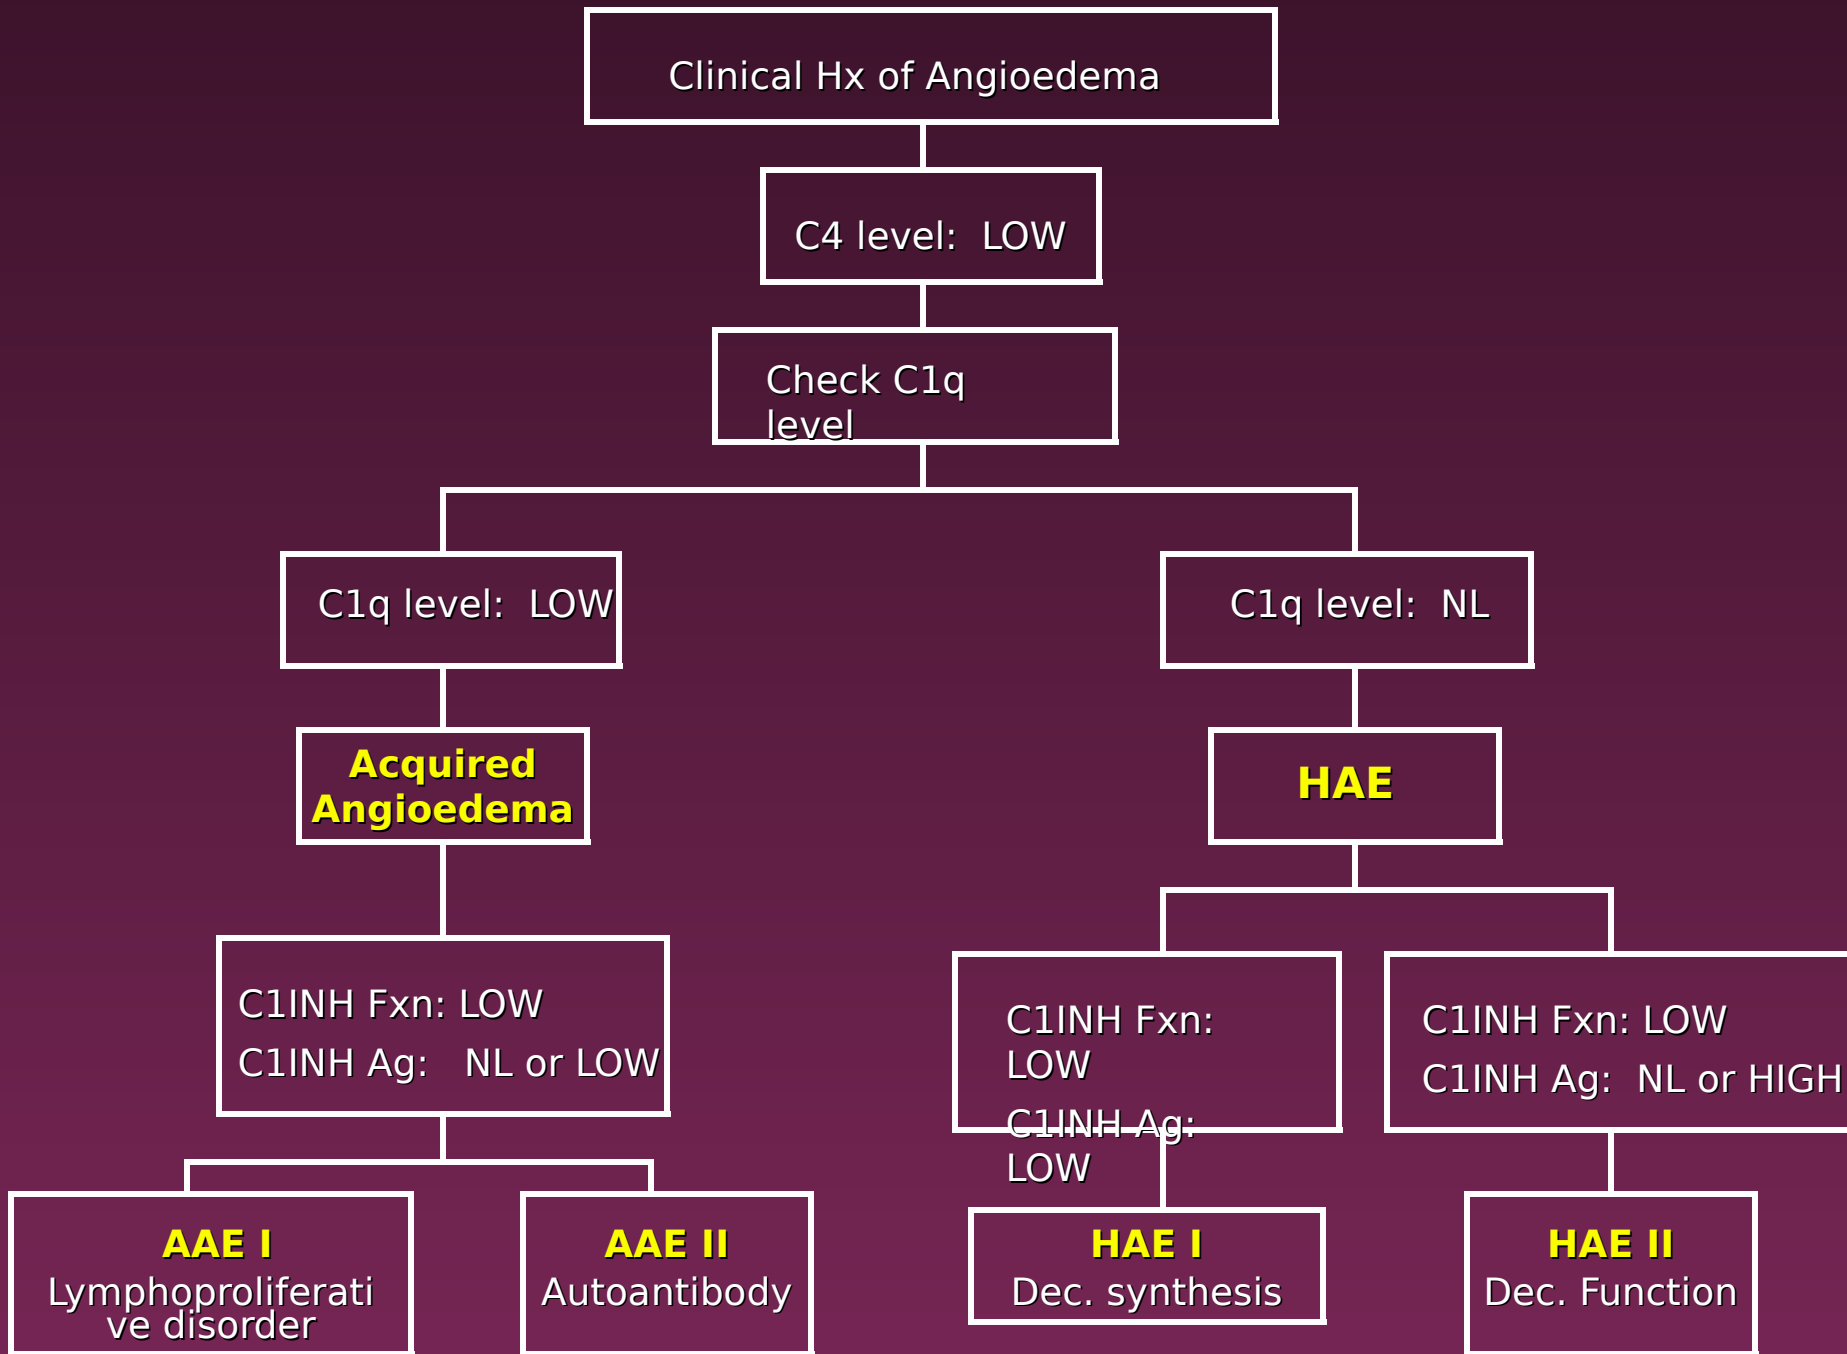 Clinical Hx of Angioedema
C4 level:  LOW
Check C1q
level
C1q level:  LOW
C1q level:  NL
Acquired
Angioedema
HAE
C1INH Fxn: LOW
C1INH Ag:   NL or LOW
C1INH Fxn:
LOW
C1INH Ag:
LOW
C1INH Fxn: LOW
C1INH Ag:  NL or HIGH
AAE I
Lymphoproliferati
ve disorder
AAE II
Autoantibody
HAE I
Dec. synthesis
HAE II
Dec. Function